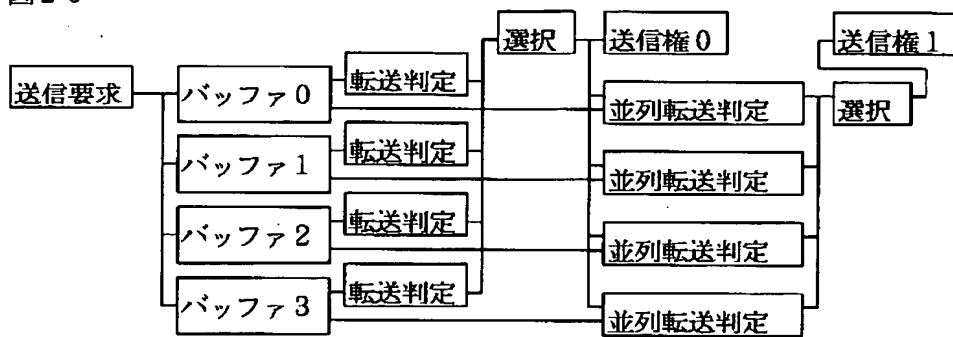 選択
送信権0
送信権1
送信要求
バッファ0
転送判定
並列転送判定
選択
バッファ1
転送判定
並列転送判定
バッファ2
転送判定
並列転送判定
バッファ3
転送判定
並列転送判定